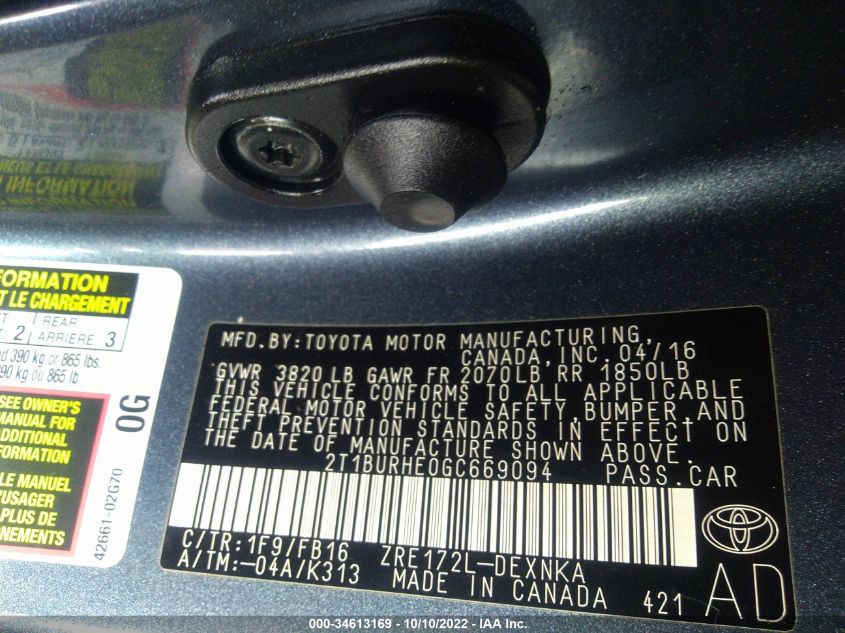 FORMATION
T LE CHARGEMENT
REAR
2 ARRIERE 3
d 390 kg or 865 lbs.
90 kg ou 865 lb.
SEE OWNER'S
MANUAL FOR
ADDITIONAL
FORMATION
LE MANUEL
'USAGER
PLUS DE
NEMENTS
0G
42661-02G70
MFD.BY:TOYOTA MOTOR MANUFACTURING,
CANADA, INC. 04/16
GVWR 3820 LB GAWR FR 2070LB, RR 1850LB
THIS VEHICLE CONFORMS TO ALL APPLICABLE
FEDERAL MOTOR VEHICLE SAFETY, BUMPER, AND
THEFT PREVENTION STANDARDS IN EFFECT ON
THE DATE OF MANUFACTURE SHOWN ABOVE.
2T1BURHE0GC669094 PASS.CAR
C/TR:1F9/FB16 ZRE172L-DEXNKA
A/TM:-04A/K313 MADE IN CANADA 421
AD
000-34613169 - 10/10/2022 - IAA Inc.